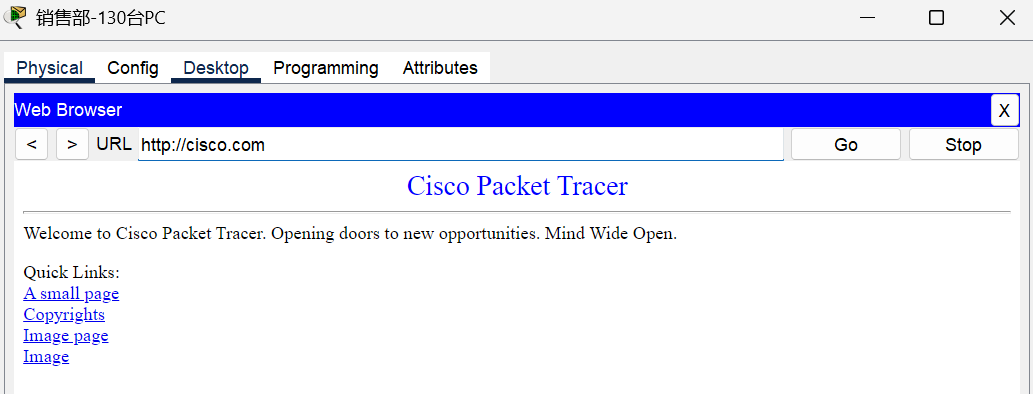 销售部-130台PC
Physical Config Desktop Programming Attributes
Web Browser X
< > URL http://cisco.com Go Stop
Cisco Packet Tracer
Welcome to Cisco Packet Tracer. Opening doors to new opportunities. Mind Wide Open.
Quick Links:
A small page
Copyrights
Image page
Image